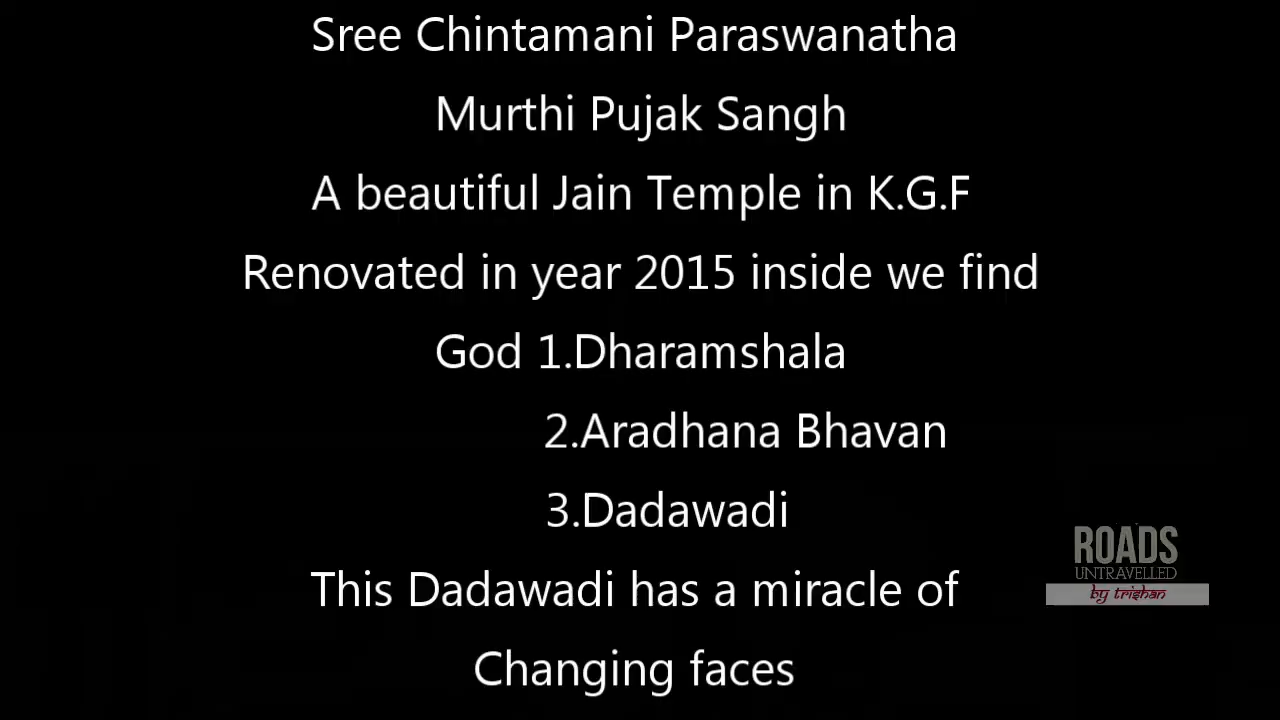 Sree Chintamani Paraswanatha
Murthi Pujak Sangh
A beautiful Jain Temple in K.G.F
Renovated in year 2015 inside we find
God 1.Dharamshala
2.Aradhana Bhavan
3.Dadawadi
This Dadawadi has a miracle of
Changing faces
ROADS
UNTRAVELLED
by trishan